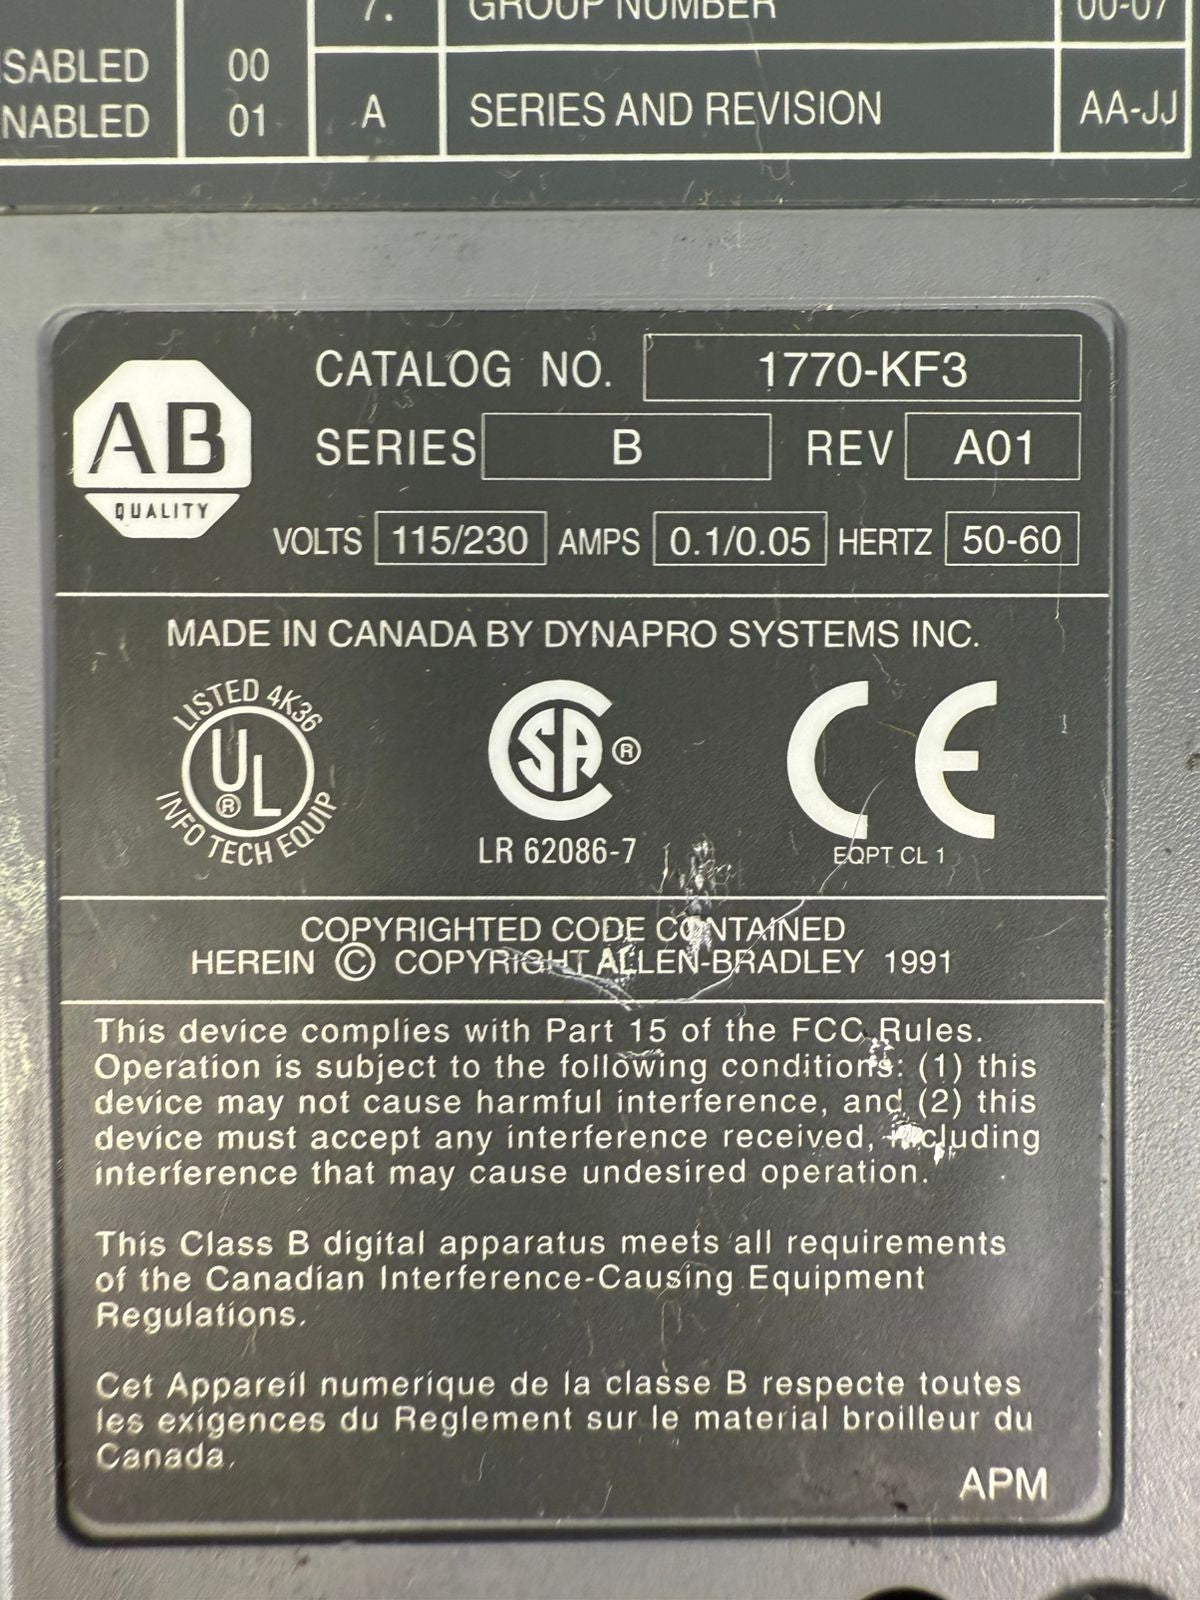 7. GROUP NUMBER 00-07
ISABLED 00
NABLED 01
A SERIES AND REVISION AA-JJ
AB
QUALITY
CATALOG NO. 1770-KF3
SERIES B REV A01
VOLTS 115/230 AMPS 0.1/0.05 HERTZ 50-60
MADE IN CANADA BY DYNAPRO SYSTEMS INC.
LISTED 4K36
UL ®
INFO TECH EQUIP
SA ®
LR 62086-7
CE
EQPT CL 1
COPYRIGHTED CODE CONTAINED
HEREIN © COPYRIGHT ALLEN-BRADLEY 1991
This device complies with Part 15 of the FCC Rules.
Operation is subject to the following conditions: (1) this
device may not cause harmful interference, and (2) this
device must accept any interference received, including
interference that may cause undesired operation.
This Class B digital apparatus meets all requirements
of the Canadian Interference-Causing Equipment
Regulations.
Cet Appareil numerique de la classe B respecte toutes
les exigences du Reglement sur le material broilleur du
Canada.
APM